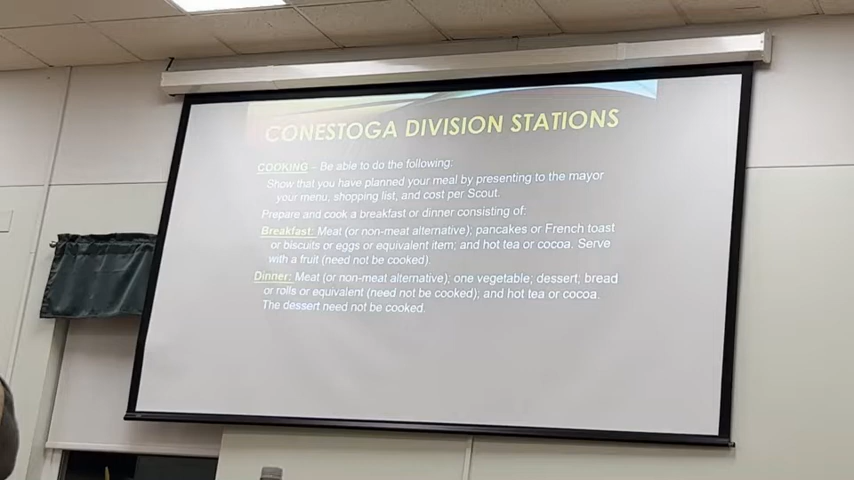 CONESTOGA DIVISION STATIONS
COOKING – Be able to do the following:
Show that you have planned your meal by presenting to the mayor
your menu, shopping list, and cost per Scout.
Prepare and cook a breakfast or dinner consisting of:
Breakfast: Meat (or non-meat alternative); pancakes or French toast
or biscuits or eggs or equivalent item; and hot tea or cocoa. Serve
with a fruit (need not be cooked).
Dinner: Meat (or non-meat alternative); one vegetable; dessert; bread
or rolls or equivalent (need not be cooked); and hot tea or cocoa.
The dessert need not be cooked.